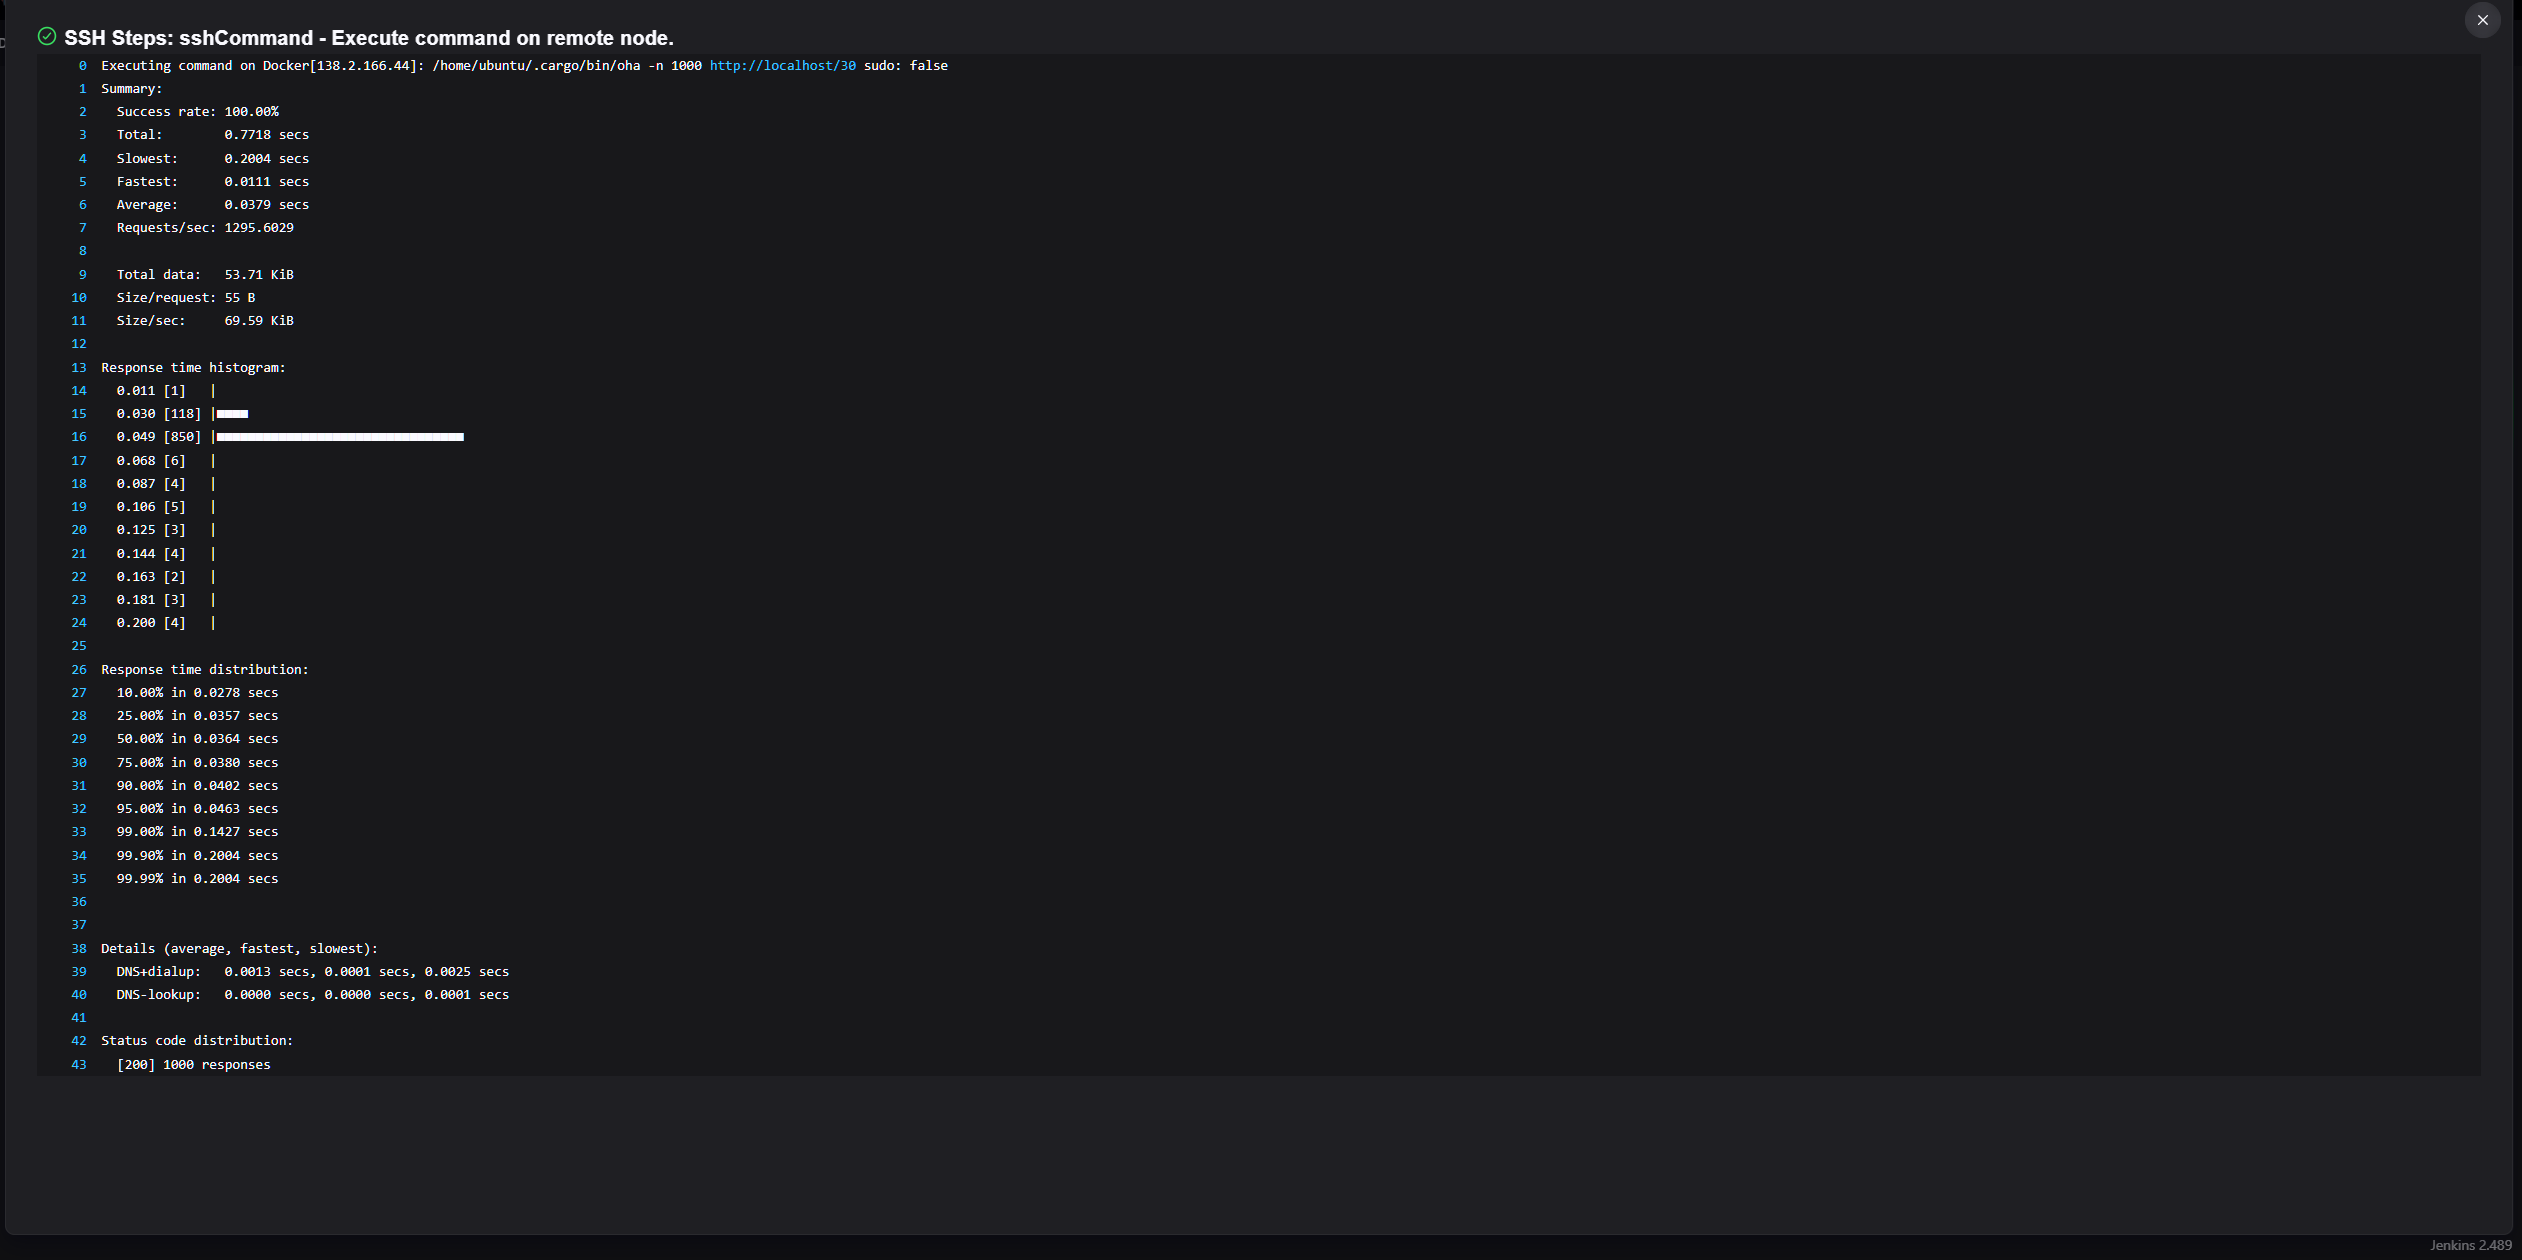 SSH Steps: sshCommand - Execute command on remote node.
0 Executing command on Docker[138.2.166.44]: /home/ubuntu/.cargo/bin/oha -n 1000 http://localhost/30 sudo: false
1 Summary:
2 Success rate: 100.00%
3 Total: 0.7718 secs
4 Slowest: 0.2004 secs
5 Fastest: 0.0111 secs
6 Average: 0.0379 secs
7 Requests/sec: 1295.6029
8
9 Total data: 53.71 KiB
10 Size/request: 55 B
11 Size/sec: 69.59 KiB
12
13 Response time histogram:
14 0.011 [1] |
15 0.030 [118] |■■■■
16 0.049 [850] |■■■■■■■■■■■■■■■■■■■■■■■■■■■■■■■■
17 0.068 [6] |
18 0.087 [4] |
19 0.106 [5] |
20 0.125 [3] |
21 0.144 [4] |
22 0.163 [2] |
23 0.181 [3] |
24 0.200 [4] |
25
26 Response time distribution:
27 10.00% in 0.0278 secs
28 25.00% in 0.0357 secs
29 50.00% in 0.0364 secs
30 75.00% in 0.0380 secs
31 90.00% in 0.0402 secs
32 95.00% in 0.0463 secs
33 99.00% in 0.1427 secs
34 99.90% in 0.2004 secs
35 99.99% in 0.2004 secs
36
37
38 Details (average, fastest, slowest):
39 DNS+dialup: 0.0013 secs, 0.0001 secs, 0.0025 secs
40 DNS-lookup: 0.0000 secs, 0.0000 secs, 0.0001 secs
41
42 Status code distribution:
43 [200] 1000 responses
Jenkins 2.489